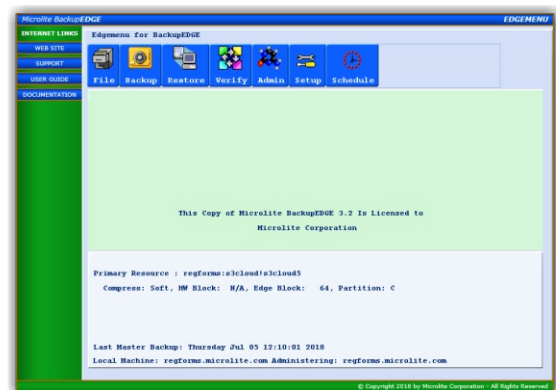 Microlite BackupEDGE EDGEMENU
INTERNET LINKS
WEB SITE
SUPPORT
USER GUIDE
DOCUMENTATION
Edgemenu for BackupEDGE
File Backup Restore Verify Admin Setup Schedule
This Copy of Microlite BackupEDGE 3.2 Is Licensed to
Microlite Corporation
Primary Resource : regforms:s3cloud!s3cloud5
Compress: Soft, HW Block: N/A, Edge Block: 64, Partition: C
Last Master Backup: Thursday Jul 05 12:10:01 2018
Local Machine: regforms.microlite.com Administering: regforms.microlite.com
© Copyright 2018 by Microlite Corporation - All Rights Reserved